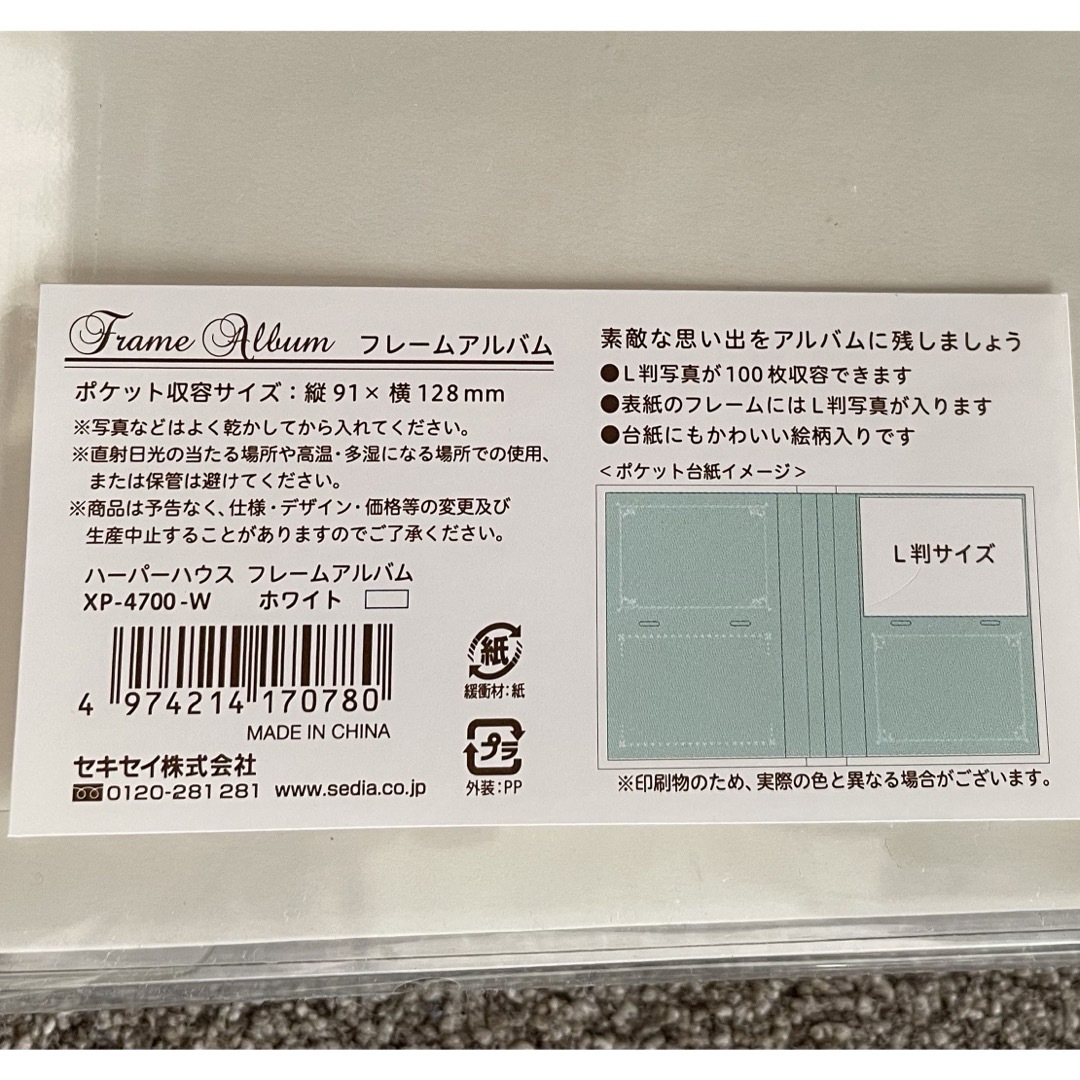 Frame Album フレームアルバム
ポケット収容サイズ：縦91×横128mm
※写真などはよく乾かしてから入れてください。
※直射日光の当たる場所や高温・多湿になる場所での使用、
または保管は避けてください。
※商品は予告なく、仕様・デザイン・価格等の変更及び
生産中止することがありますのでご了承ください。
ハーパーハウス フレームアルバム
XP-4700-W ホワイト
4 974214 170780
MADE IN CHINA
セキセイ株式会社
0120-281 281 www.sedia.co.jp
紙
緩衝材：紙
プラ
外装：PP
素敵な思い出をアルバムに残しましょう
●L判写真が100枚収容できます
●表紙のフレームにはL判写真が入ります
●台紙にもかわいい絵柄入りです
＜ポケット台紙イメージ＞
L判サイズ
※印刷物のため、実際の色と異なる場合がございます。